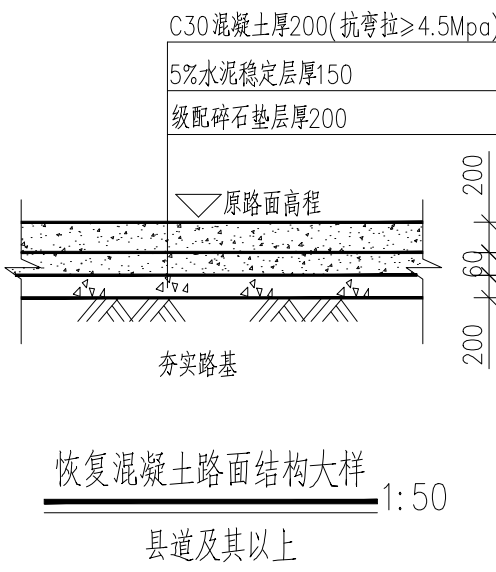 C30混凝土厚200(抗弯拉≥4.5Mpa)
5%水泥稳定层厚150
级配碎石垫层厚200
原路面高程
200
60
200
夯实路基
恢复混凝土路面结构大样
1:50
县道及其以上